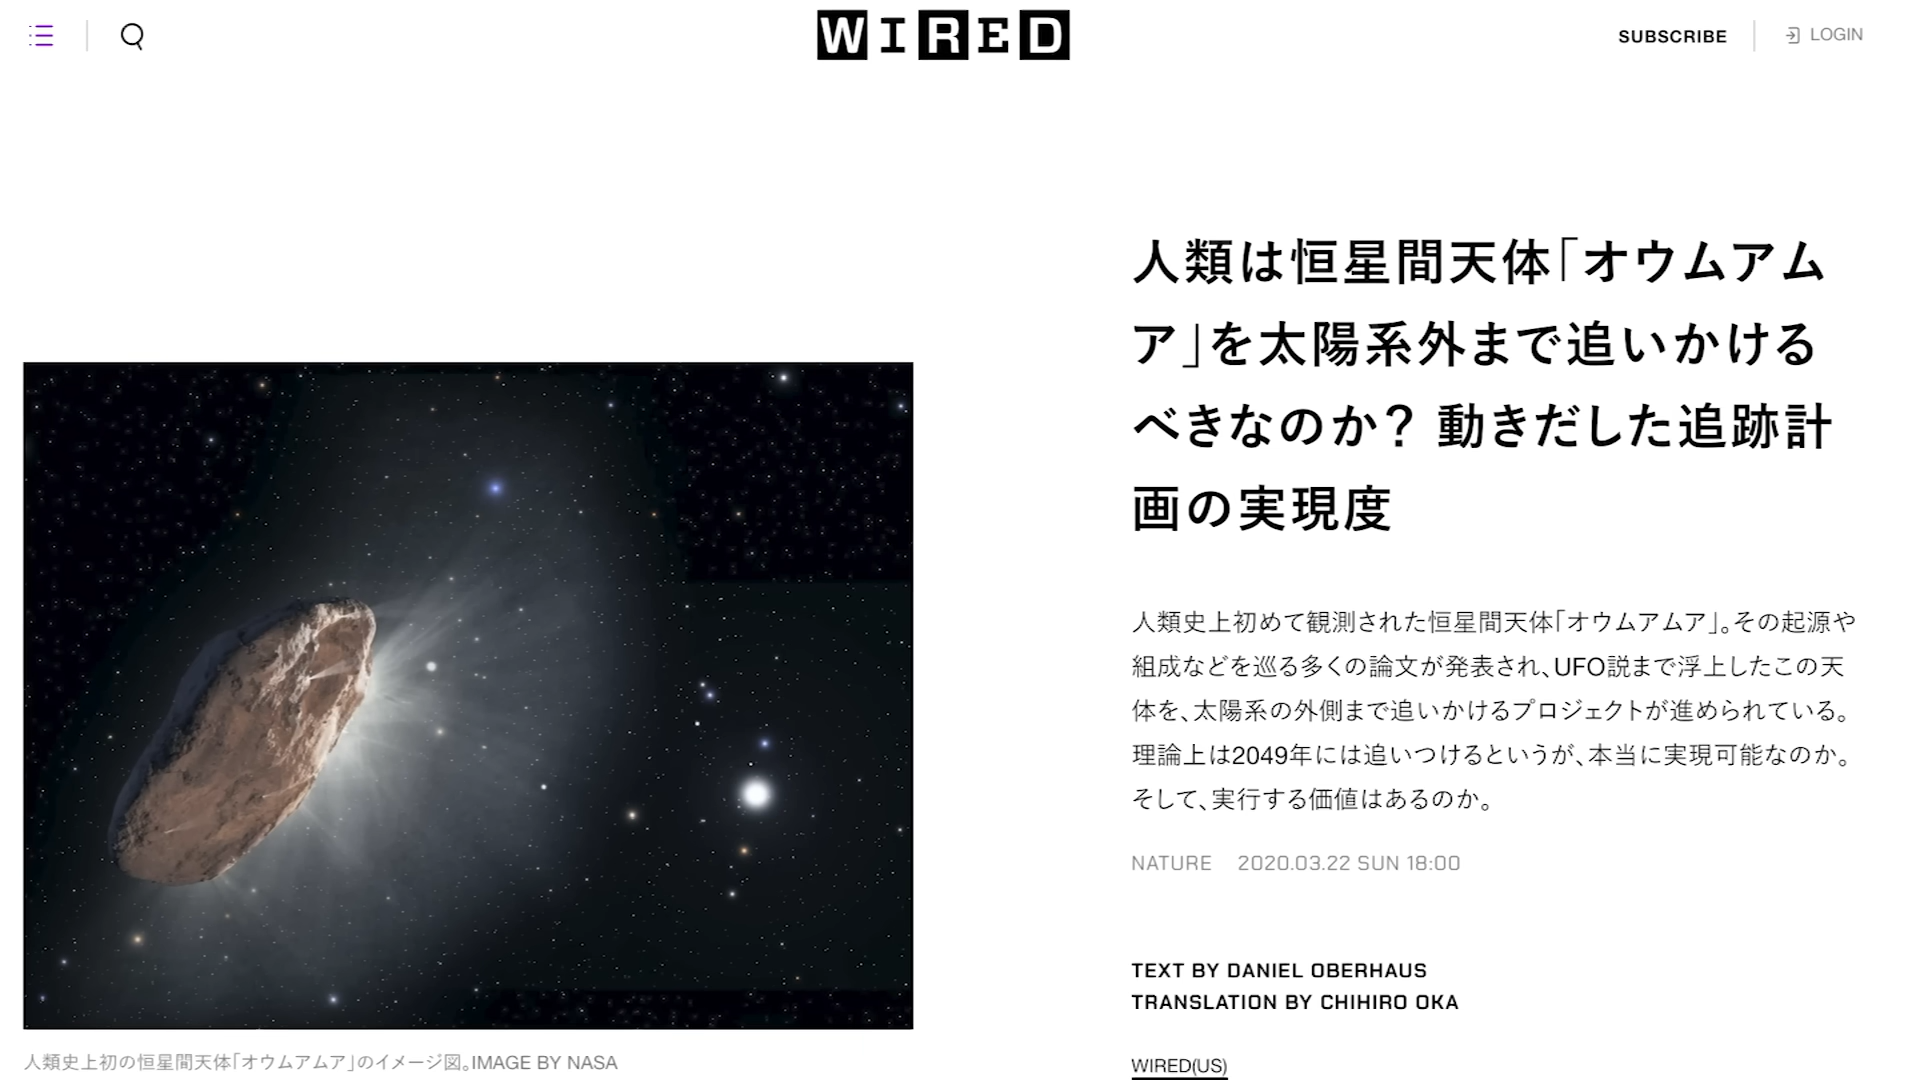 WIRED
SUBSCRIBE
LOGIN
人類は恒星間天体「オウムアム
ア」を太陽系外まで追いかける
べきなのか? 動きだした追跡計
画の実現度
人類史上初めて観測された恒星間天体「オウムアムア」。その起源や
組成などを巡る多くの論文が発表され、UFO説まで浮上したこの天
体を、太陽系の外側まで追いかけるプロジェクトが進められている。
理論上は2049年には追いつけるというが、本当に実現可能なのか。
そして、実行する価値はあるのか。
NATURE 2020.03.22 SUN 18:00
TEXT BY DANIEL OBERHAUS
TRANSLATION BY CHIHIRO OKA
WIRED(US)
人類史上初の恒星間天体「オウムアムア」のイメージ図。IMAGE BY NASA